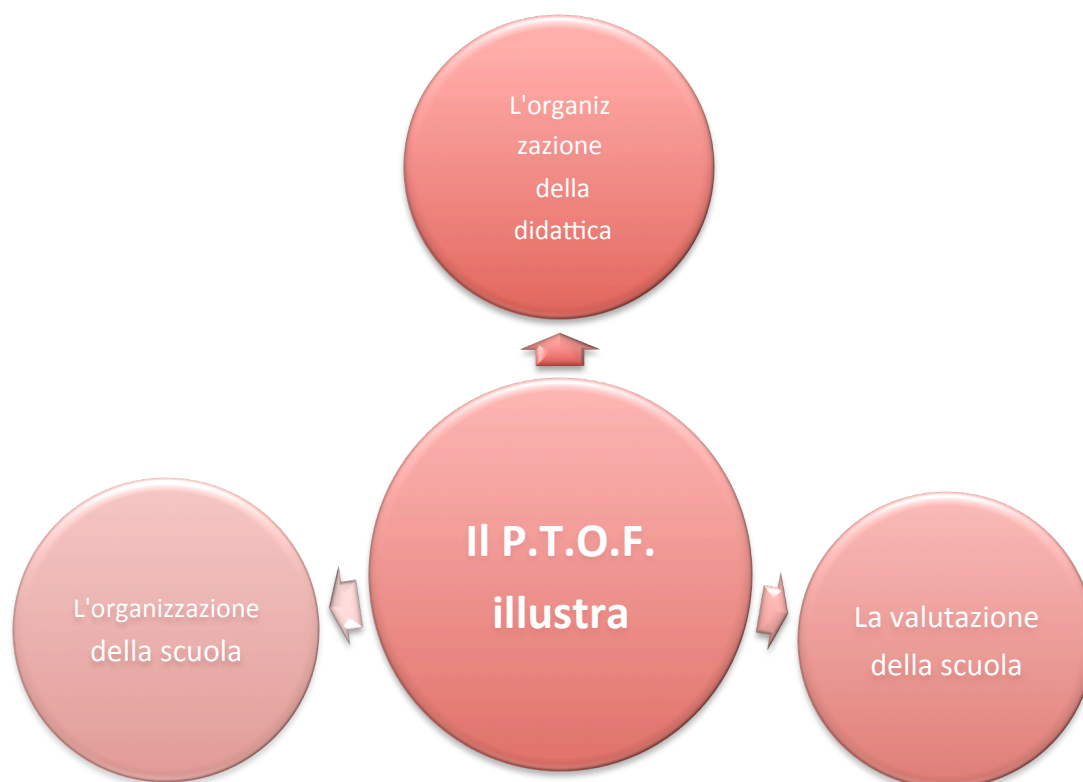 L'organiz
zazione
della
didattica
Il P.T.O.F.
illustra
L'organizzazione
della scuola
La valutazione
della scuola